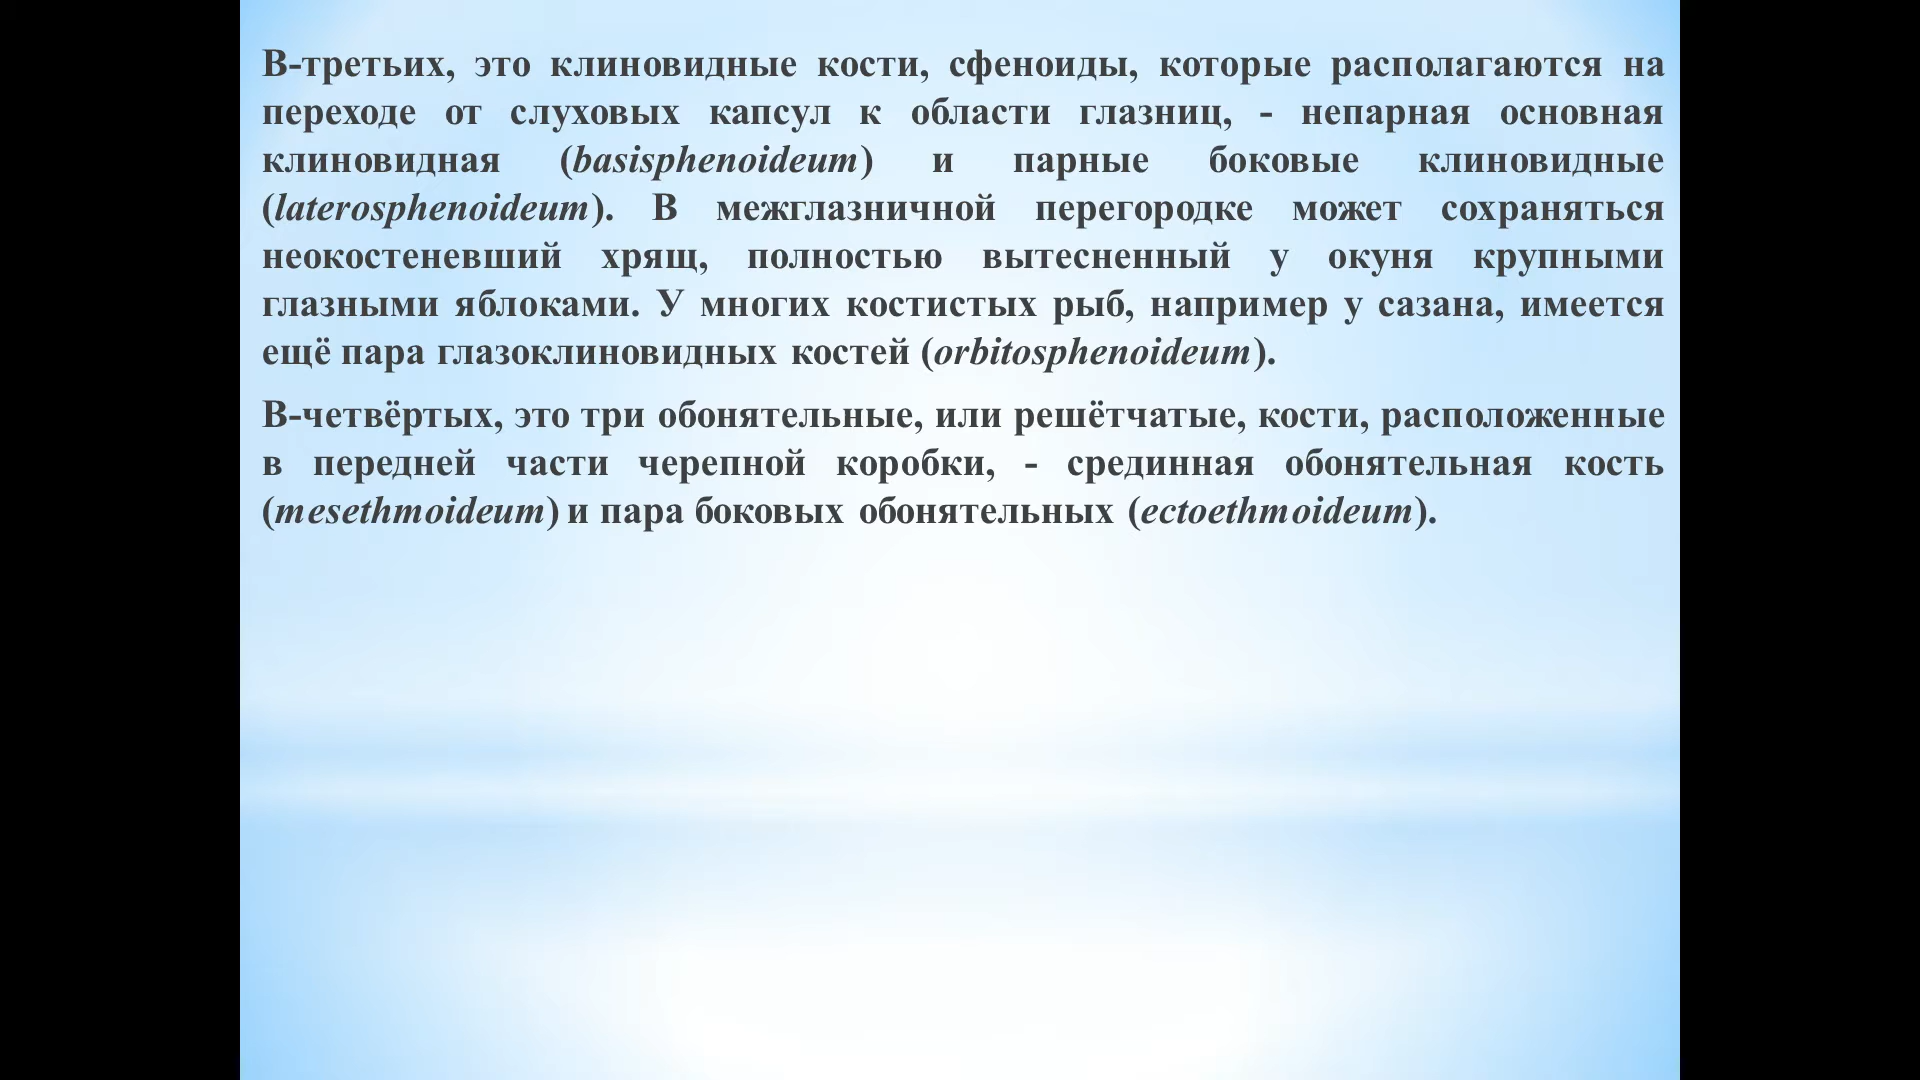 В-третьих, это клиновидные кости, сфеноиды, которые располагаются на
переходе от слуховых капсул к области глазниц, - непарная основная
клиновидная (basisphenoideum) и парные боковые клиновидные
(laterosphenoideum). В межглазничной перегородке может сохраняться
неокостеневший хрящ, полностью вытесненный у окуня крупными
глазными яблоками. У многих костистых рыб, например у сазана, имеется
ещё пара глазоклиновидных костей (orbitosphenoideum).
В-четвёртых, это три обонятельные, или решётчатые, кости, расположенные
в передней части черепной коробки, - срединная обонятельная кость
(mesethmoideum) и пара боковых обонятельных (ectoethmoideum).